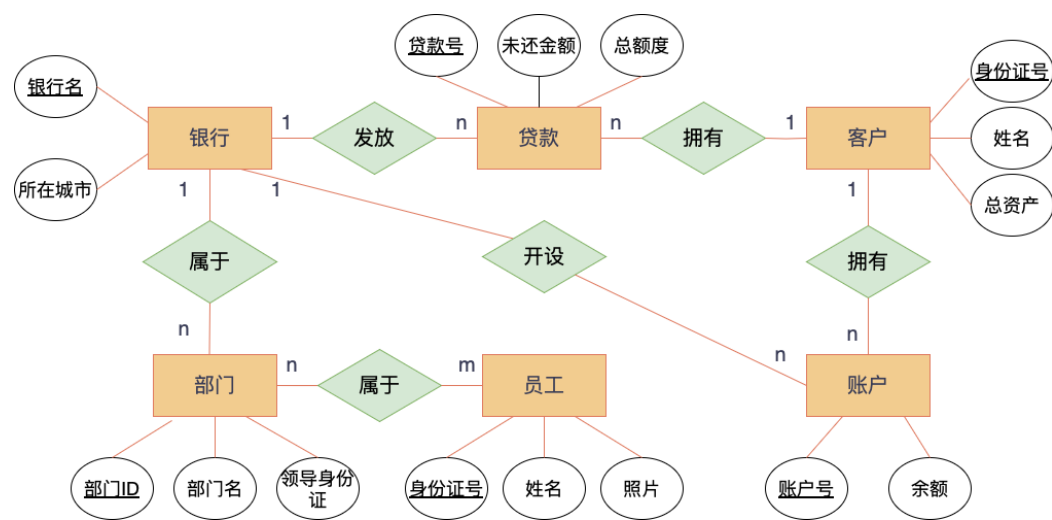 贷款号
未还金额
总额度
银行名
身份证号
银行
1
发放
n
贷款
n
拥有
1
客户
姓名
所在城市
总资产
1
1
1
属于
开设
拥有
n
n
n
部门
n
属于
m
员工
账户
部门ID
部门名
领导身份
证
身份证号
姓名
照片
账户号
余额